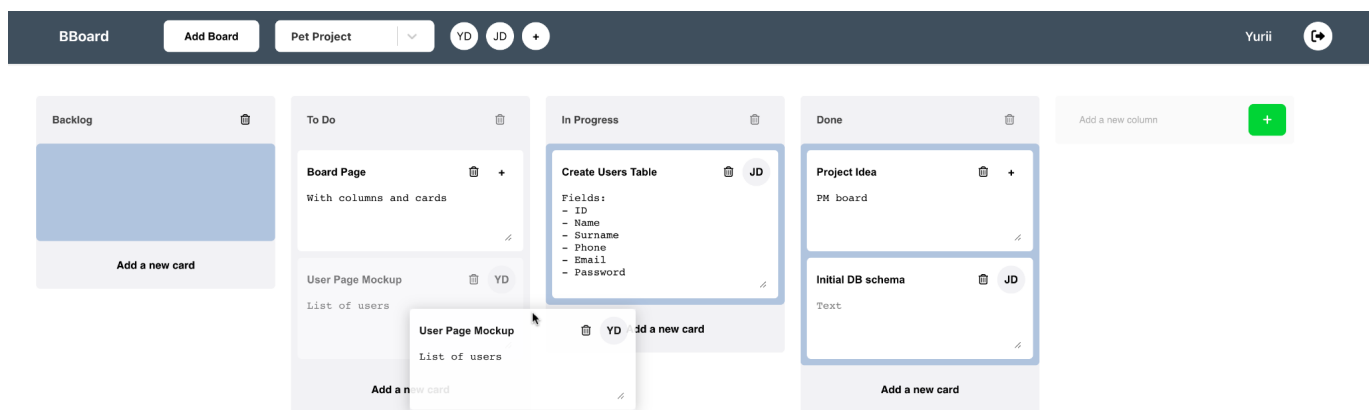 BBoard
Add Board
Pet Project
YD
JD
+
Yurii
Backlog
Add a new card
To Do
Board Page
+
With columns and cards
User Page Mockup
YD
List of users
Add a new card
User Page Mockup
YD
List of users
In Progress
Create Users Table
JD
Fields:
- ID
- Name
- Surname
- Phone
- Email
- Password
dd a new card
Done
Project Idea
+
PM board
Initial DB schema
JD
Text
Add a new card
Add a new column
+